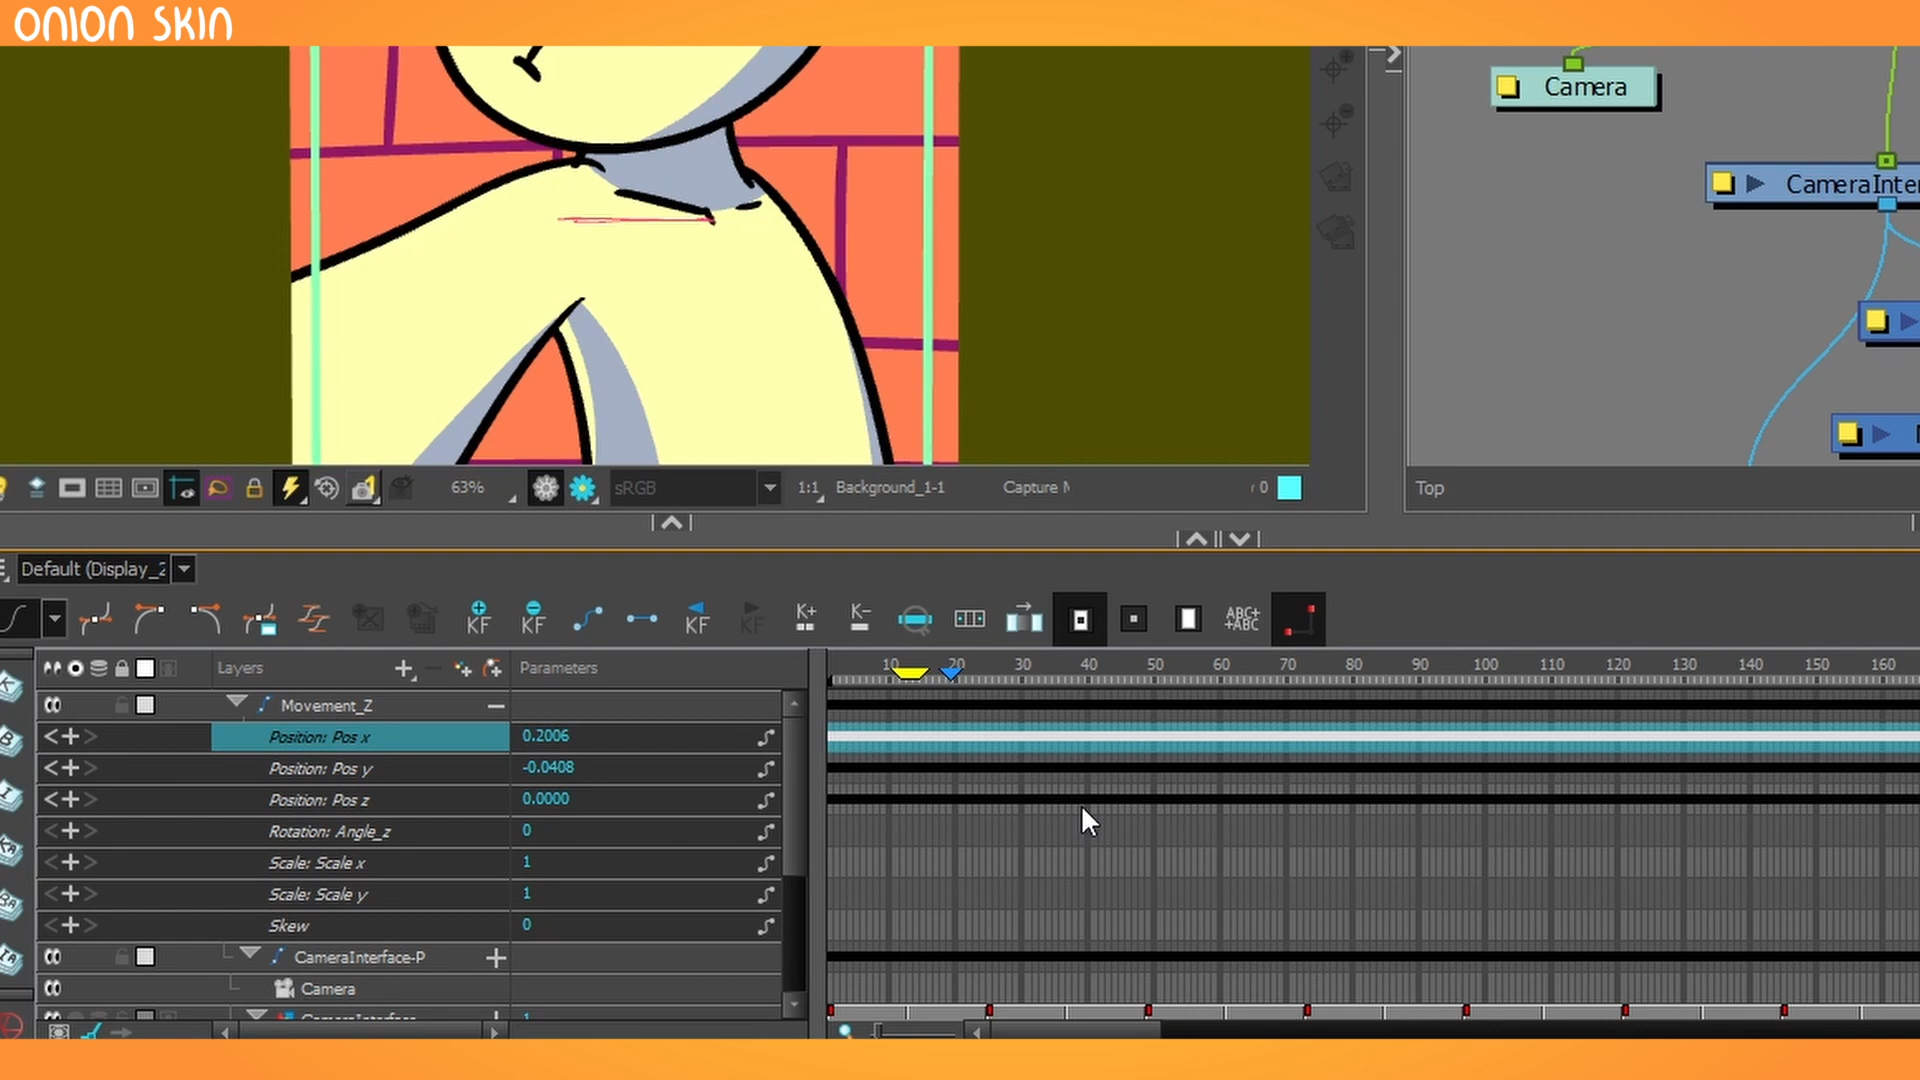 ONION SKIN
Camera
CameraInter
63%
sRGB
1:1
Background_1-1
Capture M
0
Top
Default (Display_2
KF
KF
KF
KF
K+
K-
ABC+
+ABC
Layers
Parameters
10 20 30 40 50 60 70 80 90 100 110 120 130 140 150 160
Movement_Z
Position: Pos x 0.2006
Position: Pos y -0.0408
Position: Pos z 0.0000
Rotation: Angle_z 0
Scale: Scale x 1
Scale: Scale y 1
Skew 0
CameraInterface-P
Camera
CameraInterface 1